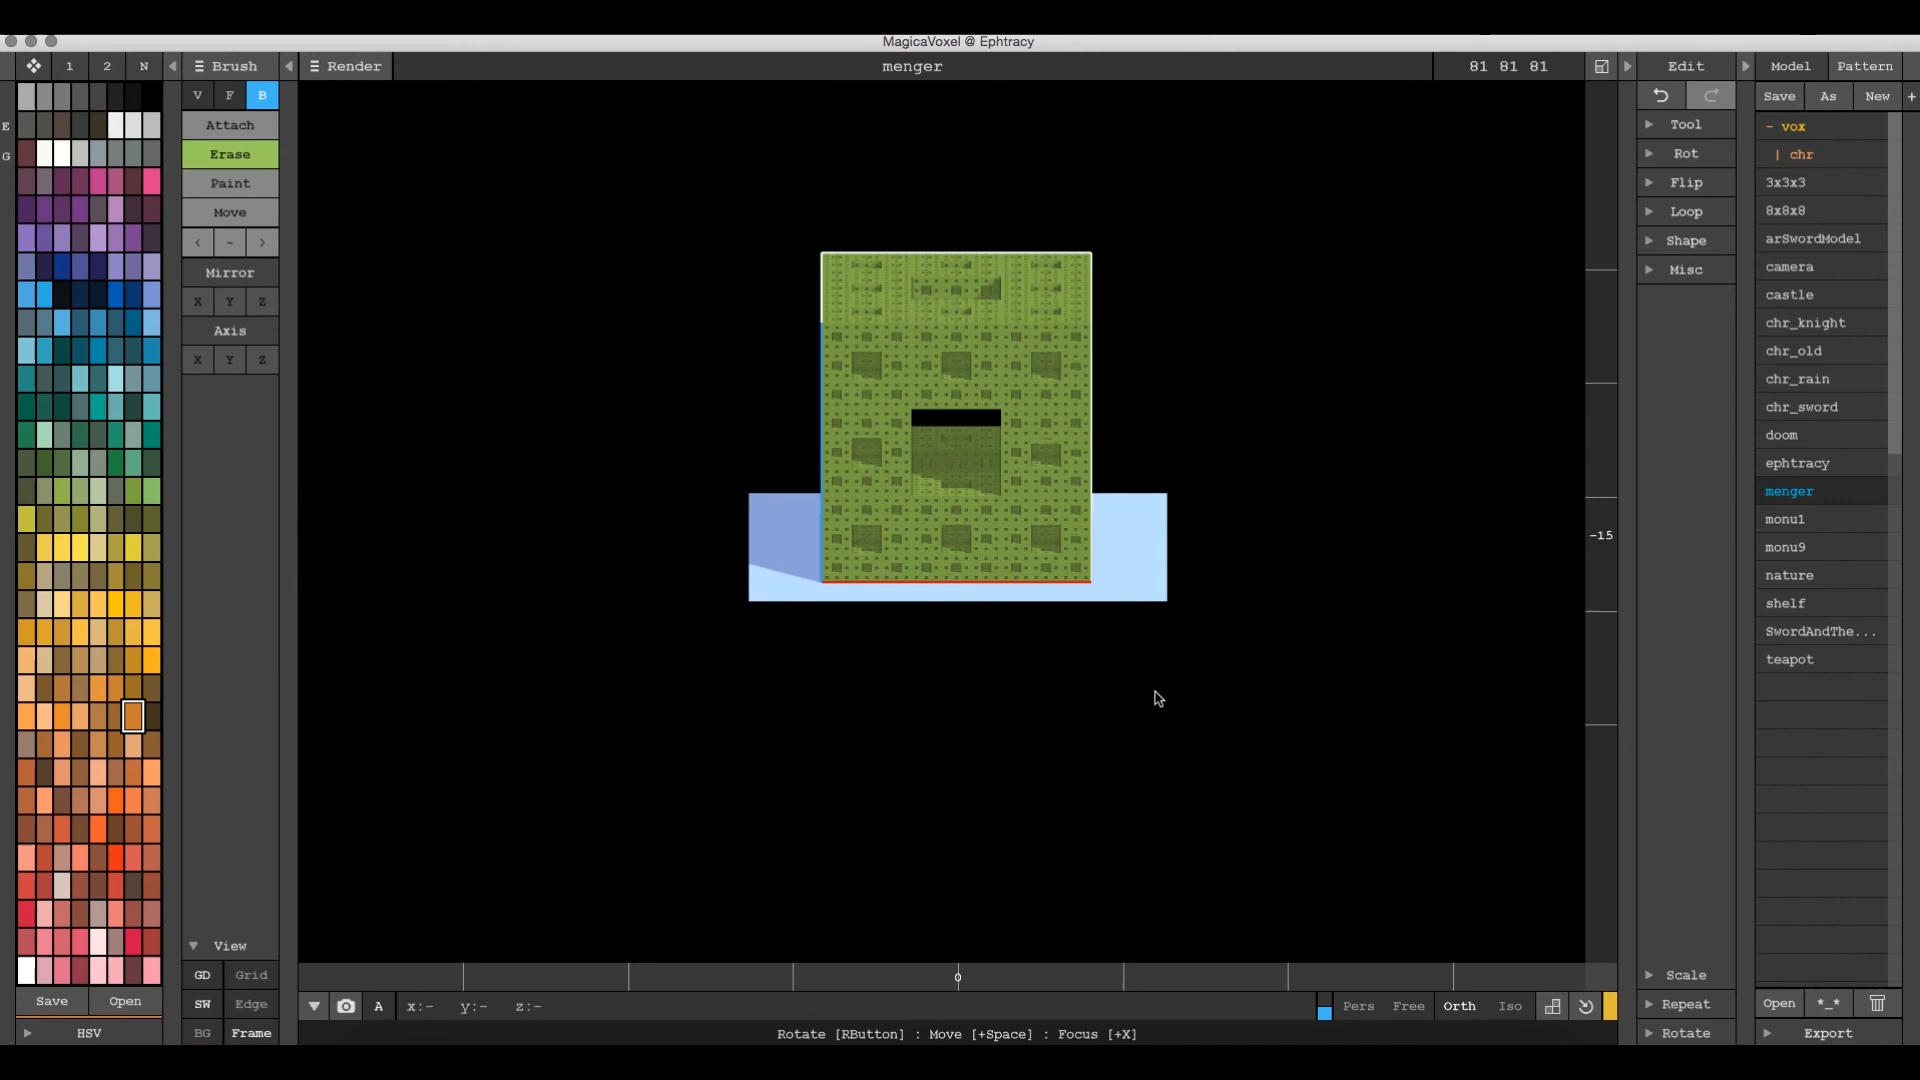 MagicaVoxel @ Ephtracy
1 2 N
Brush
Render
menger
81 81 81
Edit
Model
Pattern
E
G
V F B
Attach
Erase
Paint
Move
< - >
Mirror
X Y Z
Axis
X Y Z
View
GD Grid
SW Edge
BG Frame
Save Open
HSV
-15
0
A x:- y:- z:-
Pers Free Orth Iso
Rotate [RButton] : Move [+Space] : Focus [+X]
Tool
Rot
Flip
Loop
Shape
Misc
Scale
Repeat
Rotate
Save As New +
- vox
| chr
3x3x3
8x8x8
arSwordModel
camera
castle
chr_knight
chr_old
chr_rain
chr_sword
doom
ephtracy
menger
monu1
monu9
nature
shelf
SwordAndThe...
teapot
Open *_*
Export